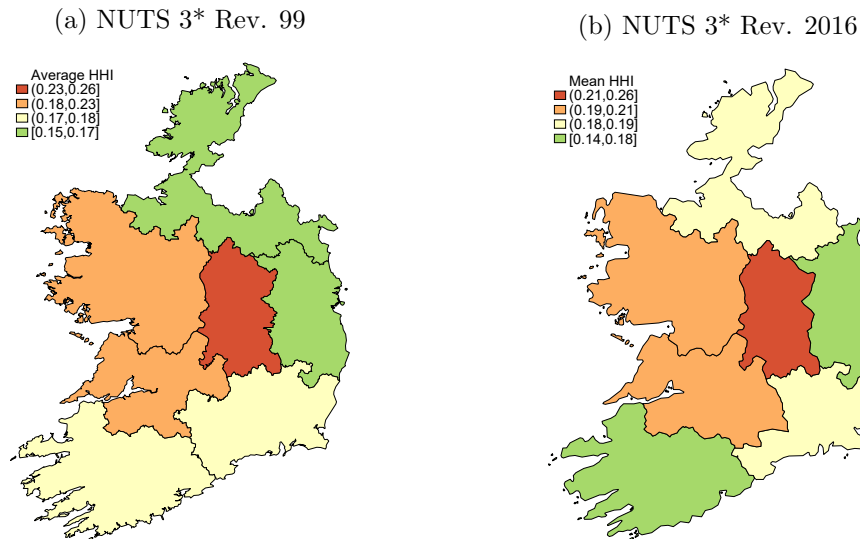 (a) NUTS 3* Rev. 99
Average HHI
(0.23,0.26]
(0.18,0.23]
(0.17,0.18]
[0.15,0.17]
(b) NUTS 3* Rev. 2016
Mean HHI
(0.21,0.26]
(0.19,0.21]
(0.18,0.19]
[0.14,0.18]